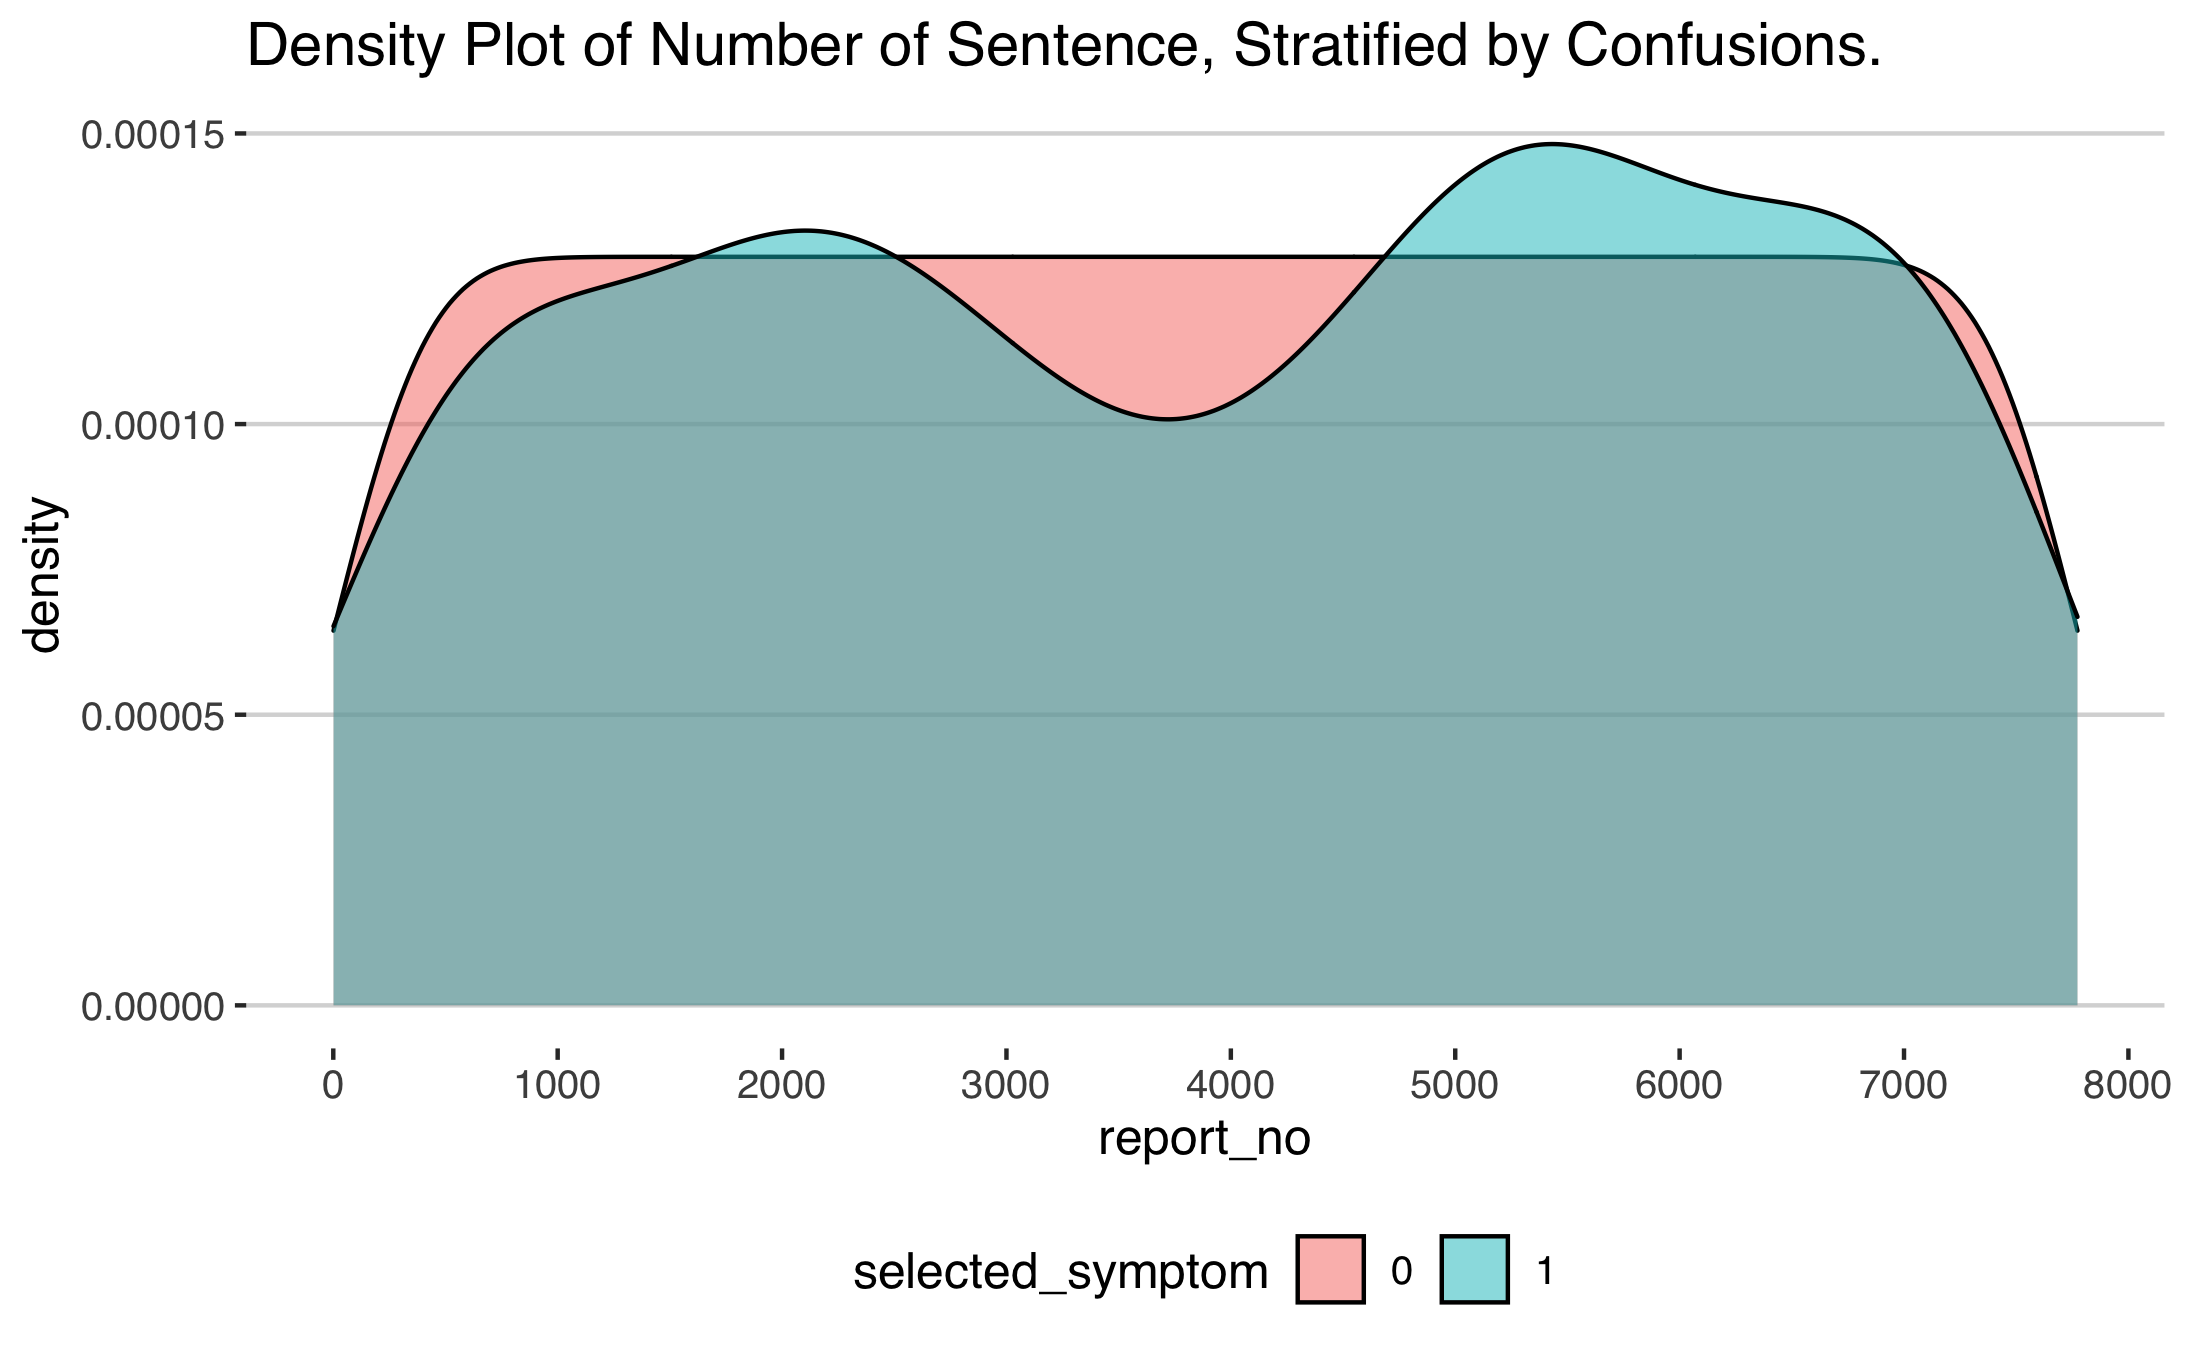 Density Plot of Number of Sentence, Stratified by Confusions.
0.00015
0.00010
0.00005
0.00000
density
0 1000 2000 3000 4000 5000 6000 7000 8000
report_no
selected_symptom 0 1